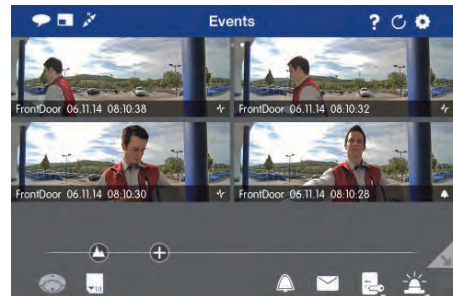 Events ?
FrontDoor 06.11.14 08:10:38
FrontDoor 06.11.14 08:10:32
FrontDoor 06.11.14 08:10:30
FrontDoor 06.11.14 08:10:28